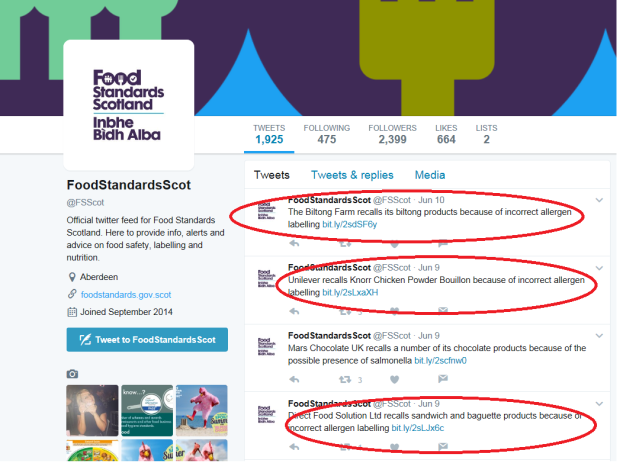 Food
Standards
Scotland
Inbhe
Bidh Alba
TWEETS
1,925
FOLLOWING
475
FOLLOWERS
2,399
LIKES
664
LISTS
2
FoodStandardsScot
@FSScot
Official twitter feed for Food Standards
Scotland. Here to provide info, alerts and
advice on food safety, labelling and
nutrition.
Aberdeen
foodstandards.gov.scot
Joined September 2014
Tweet to FoodStandardsScot
know...?
Summer
Tweets
Tweets & replies
Media
FoodStandardsScot @FSScot · Jun 10
The Biltong Farm recalls its biltong products because of incorrect allergen
labelling bit.ly/2sdSF6y
FoodStandardsScot @FSScot · Jun 9
Unilever recalls Knorr Chicken Powder Bouillon because of incorrect allergen
labelling bit.ly/2sLxaXH
FoodStandardsScot @FSScot · Jun 9
Mars Chocolate UK recalls a number of its chocolate products because of the
possible presence of salmonella bit.ly/2scfnw0
3
FoodStandardsScot @FSScot · Jun 9
Direct Food Solution Ltd recalls sandwich and baguette products because of
incorrect allergen labelling bit.ly/2sLJx6c